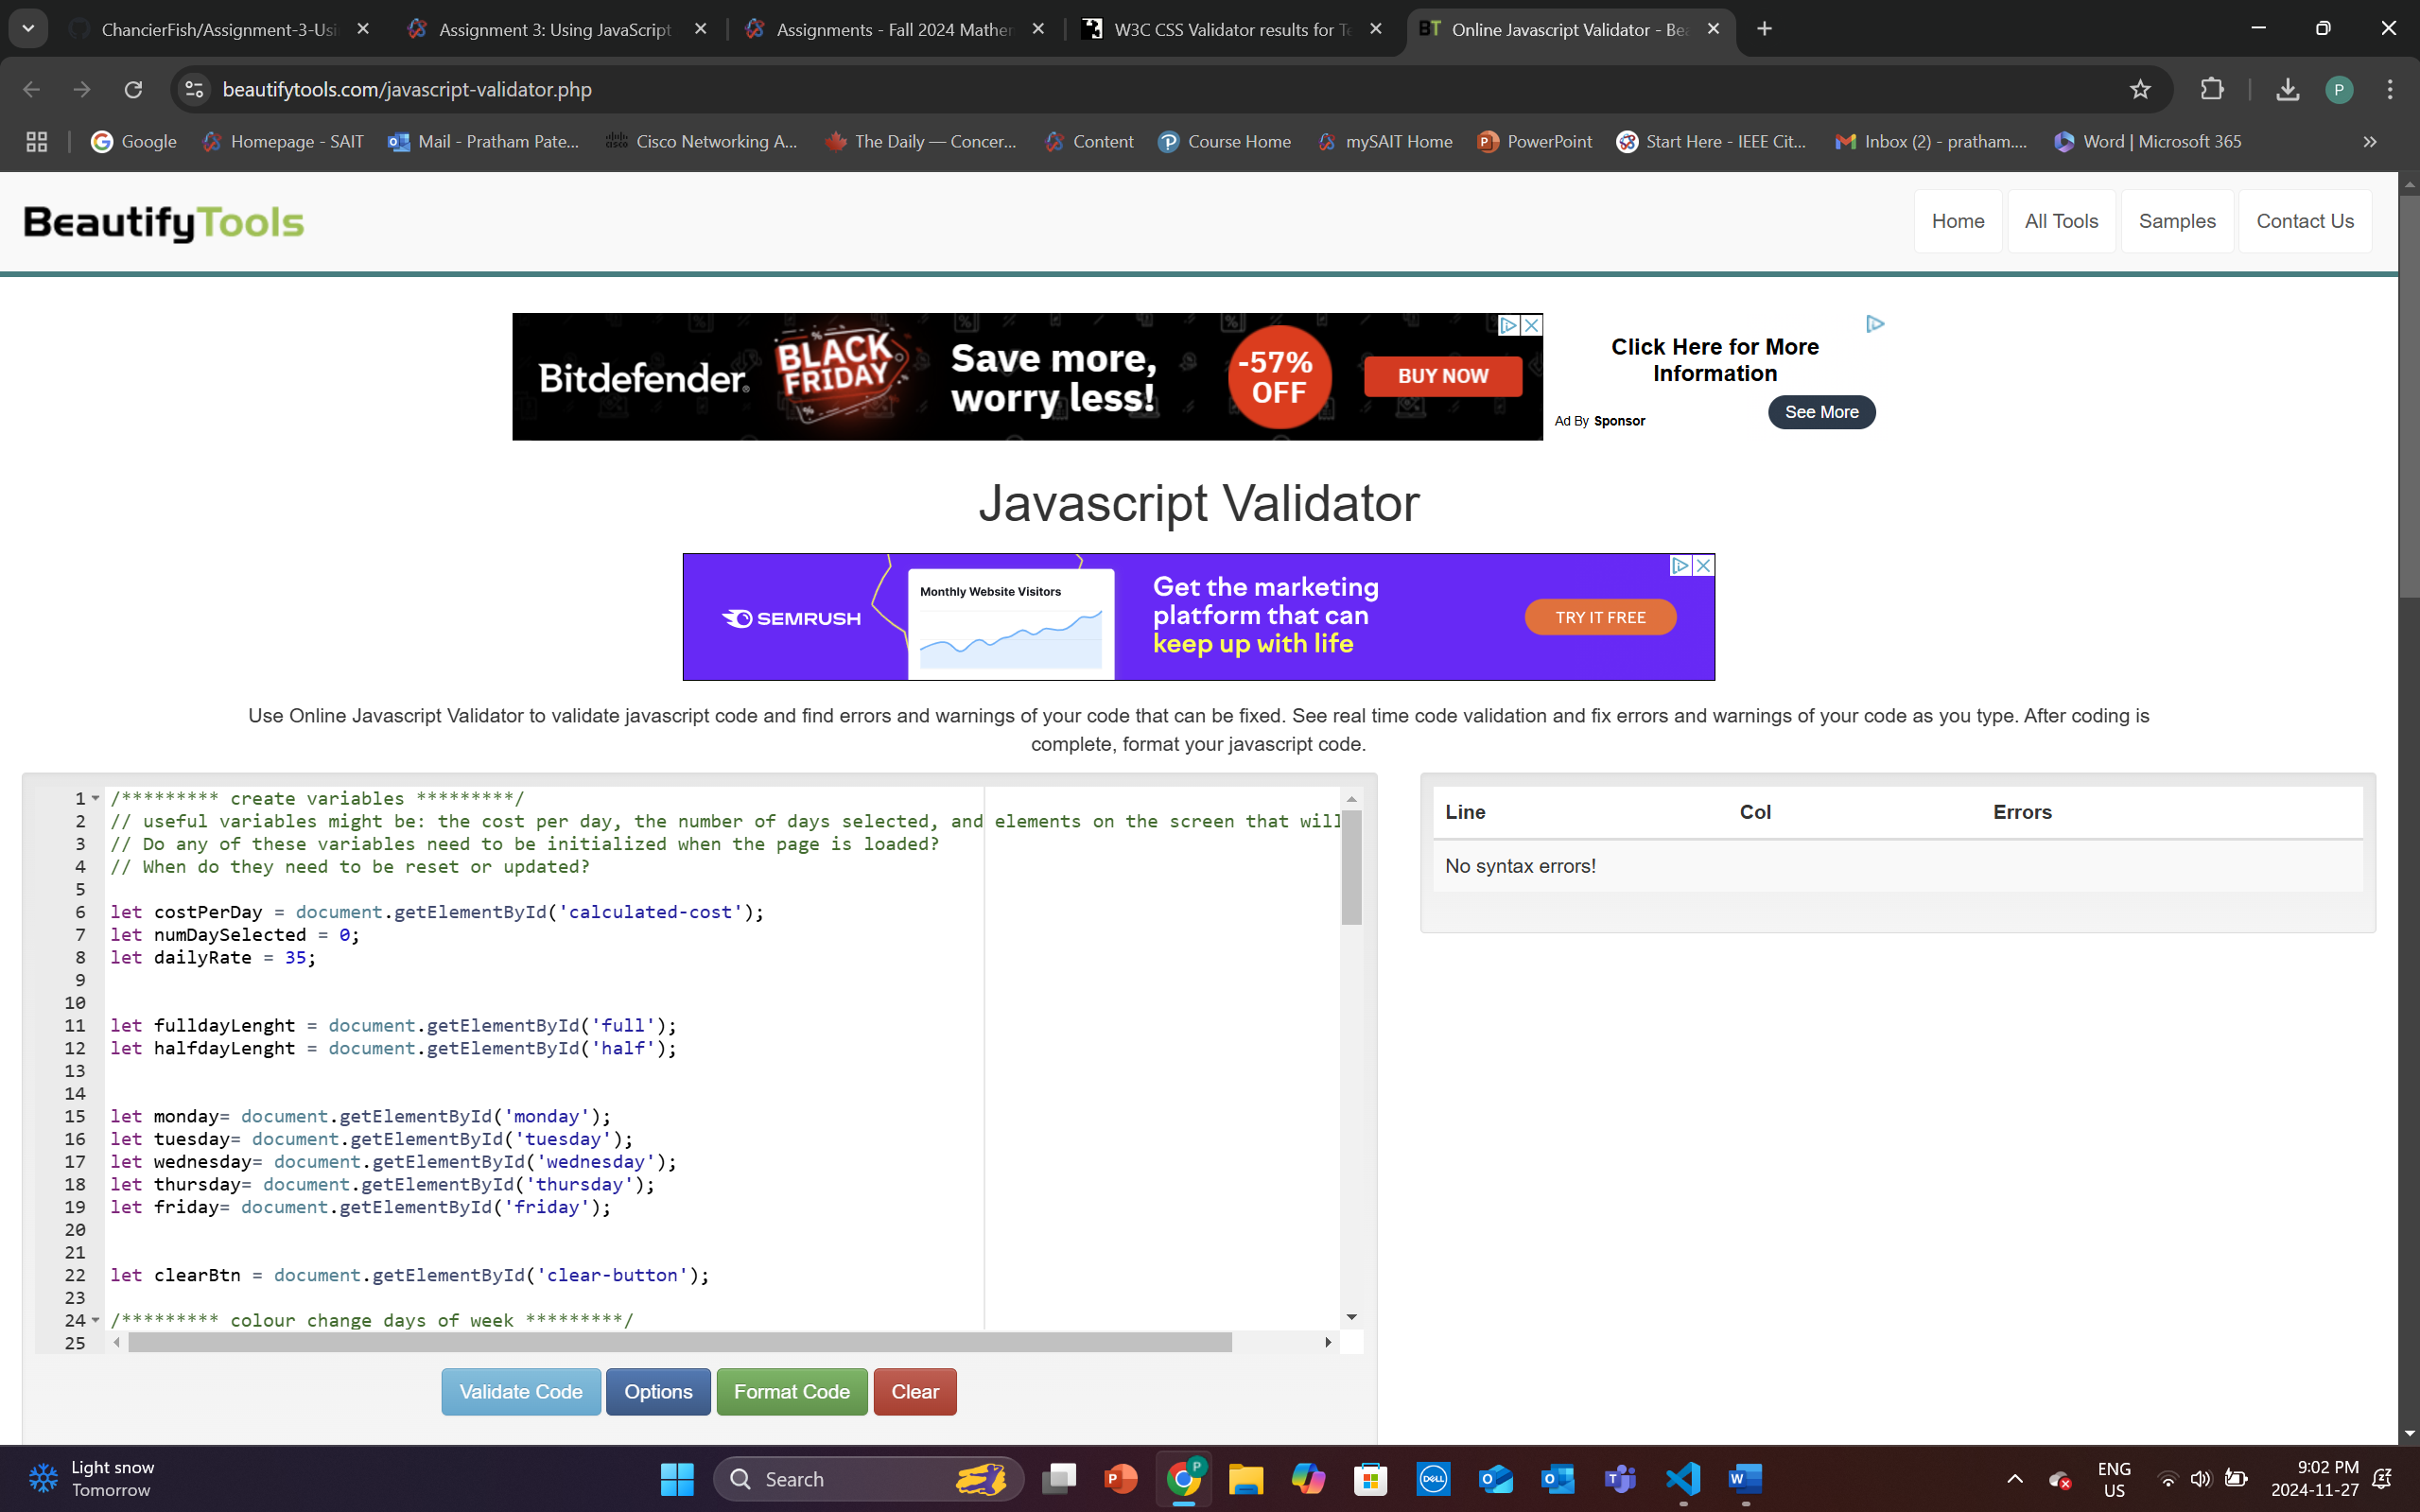 ChancierFish/Assignment-3-Usi
Assignment 3: Using JavaScript
Assignments - Fall 2024 Mather
W3C CSS Validator results for Te
BT Online Javascript Validator - Bea
beautifytools.com/javascript-validator.php
P
Google
Homepage - SAIT
Mail - Pratham Pate...
Cisco Networking A...
The Daily — Concer...
Content
Course Home
mySAIT Home
PowerPoint
Start Here - IEEE Cit...
Inbox (2) - pratham....
Word | Microsoft 365
BeautifyTools
Home
All Tools
Samples
Contact Us
Bitdefender
BLACK FRIDAY
Save more,
worry less!
-57%
OFF
BUY NOW
Click Here for More
Information
Ad By Sponsor
See More
Javascript Validator
SEMRUSH
Monthly Website Visitors
Get the marketing
platform that can
keep up with life
TRY IT FREE
Use Online Javascript Validator to validate javascript code and find errors and warnings of your code that can be fixed. See real time code validation and fix errors and warnings of your code as you type. After coding is
complete, format your javascript code.
1 /********* create variables *********/
2 // useful variables might be: the cost per day, the number of days selected, and elements on the screen that will
3 // Do any of these variables need to be initialized when the page is loaded?
4 // When do they need to be reset or updated?
5
6 let costPerDay = document.getElementById('calculated-cost');
7 let numDaySelected = 0;
8 let dailyRate = 35;
9
10
11 let fulldayLenght = document.getElementById('full');
12 let halfdayLenght = document.getElementById('half');
13
14
15 let monday= document.getElementById('monday');
16 let tuesday= document.getElementById('tuesday');
17 let wednesday= document.getElementById('wednesday');
18 let thursday= document.getElementById('thursday');
19 let friday= document.getElementById('friday');
20
21
22 let clearBtn = document.getElementById('clear-button');
23
24 /********* colour change days of week *********/
25
Line Col Errors
No syntax errors!
Validate Code
Options
Format Code
Clear
Light snow
Tomorrow
Search
ENG
US
9:02 PM
2024-11-27